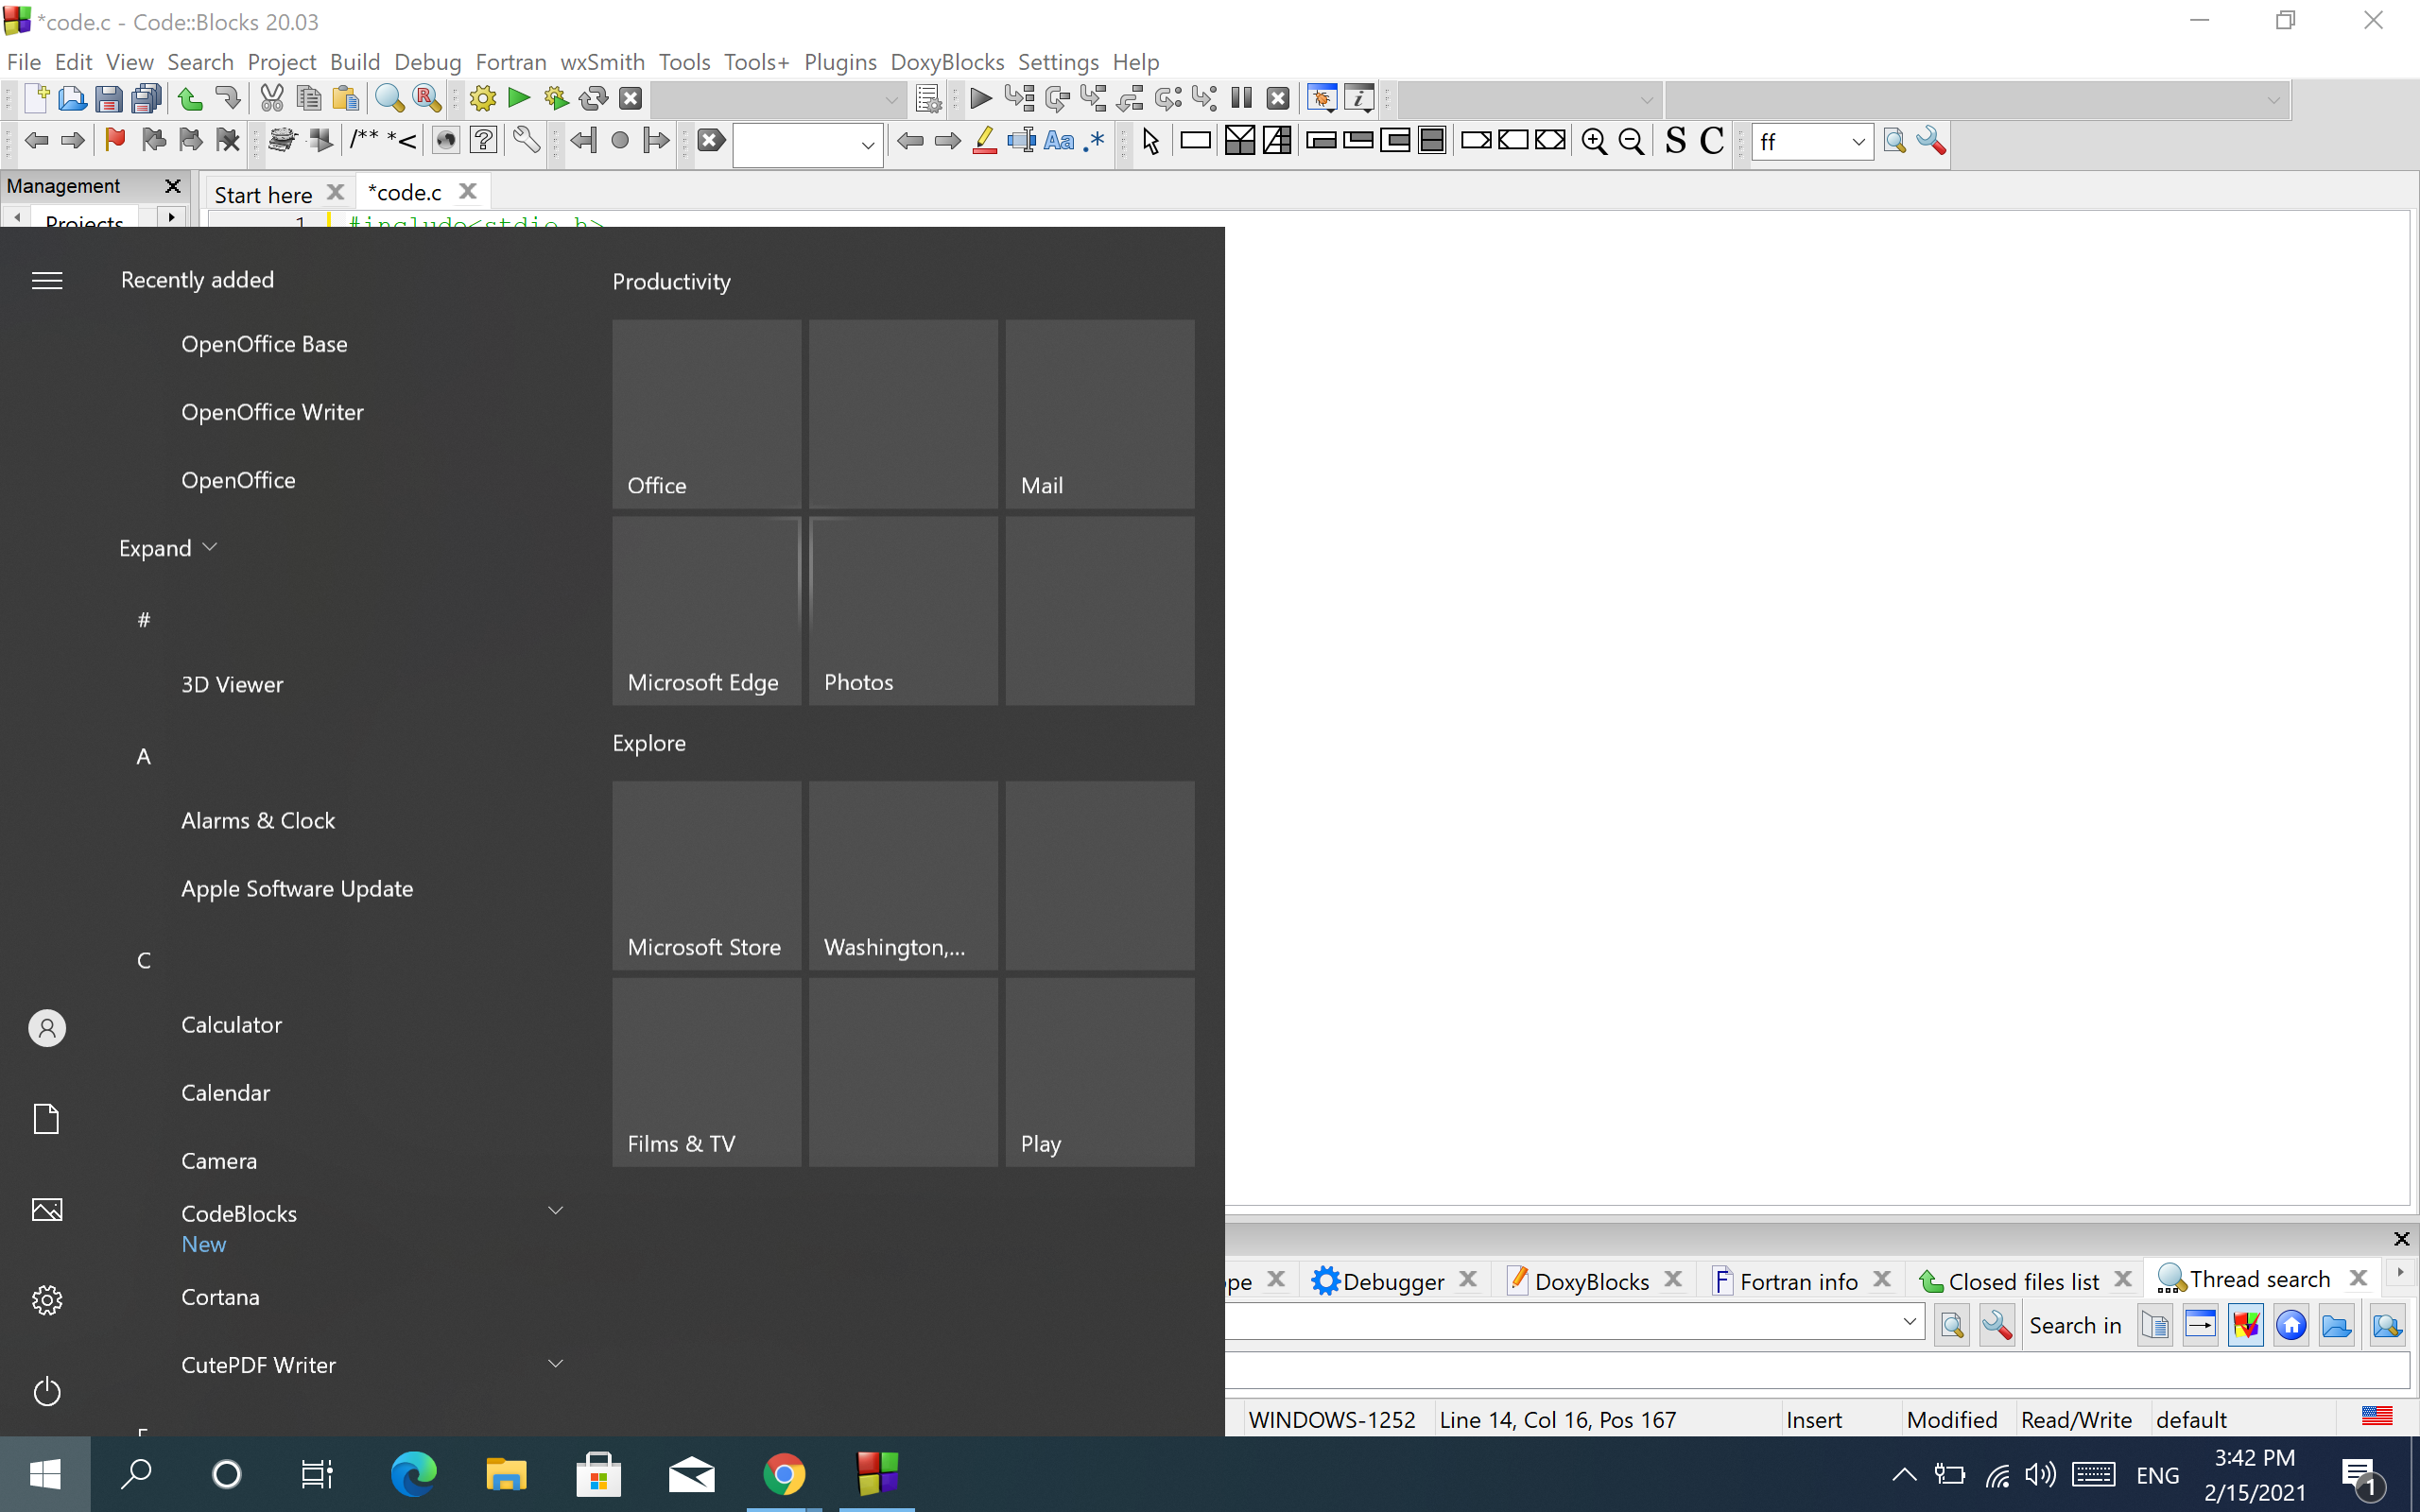 *code.c - Code::Blocks 20.03
File Edit View Search Project Build Debug Fortran wxSmith Tools Tools+ Plugins DoxyBlocks Settings Help
/** *<
Aa .*
S C
ff
Management
Start here
*code.c
Projects
1 #include<stdio.h>
Recently added
OpenOffice Base
OpenOffice Writer
OpenOffice
Expand
#
3D Viewer
A
Alarms & Clock
Apple Software Update
C
Calculator
Calendar
Camera
CodeBlocks
New
Cortana
CutePDF Writer
Productivity
Office
Mail
Microsoft Edge
Photos
Explore
Microsoft Store
Washington,...
Films & TV
Play
pe
Debugger
DoxyBlocks
Fortran info
Closed files list
Thread search
Search in
WINDOWS-1252
Line 14, Col 16, Pos 167
Insert
Modified
Read/Write
default
ENG
3:42 PM
2/15/2021
1